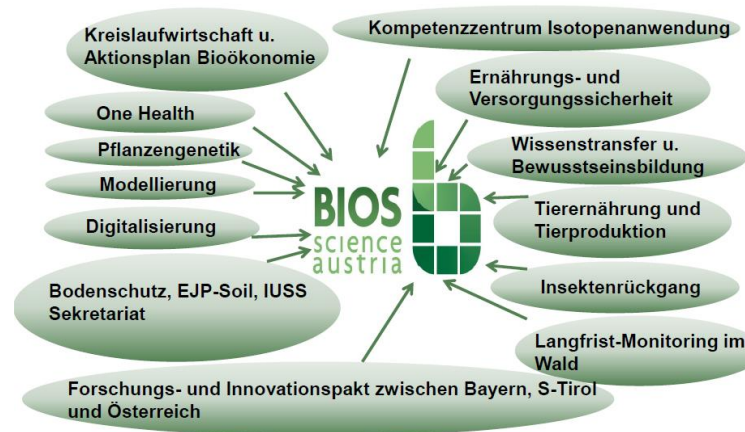 Kreislaufwirtschaft u.
Aktionsplan Bioökonomie
Kompetenzzentrum Isotopenanwendung
Ernährungs- und
Versorgungssicherheit
One Health
Pflanzengenetik
Wissenstransfer u.
Bewusstseinsbildung
Modellierung
BIOS
science
austria
Digitalisierung
Tierernährung und
Tierproduktion
Bodenschutz, EJP-Soil, IUSS
Sekretariat
Insektenrückgang
Langfrist-Monitoring im
Wald
Forschungs- und Innovationspakt zwischen Bayern, S-Tirol
und Österreich